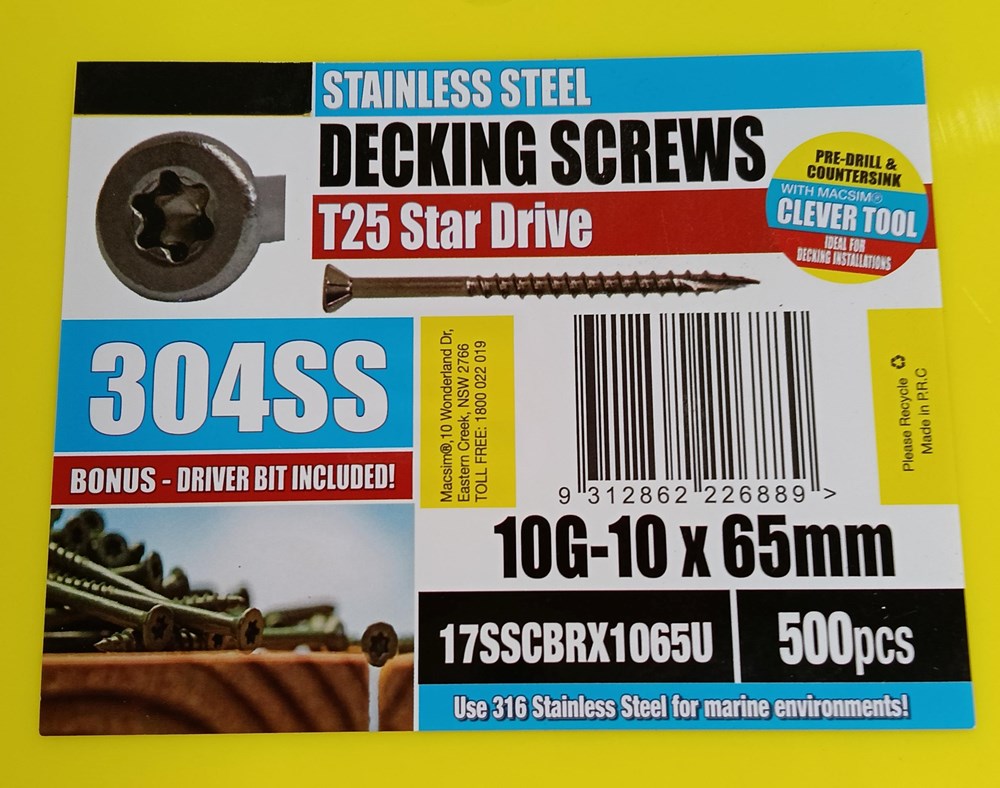 STAINLESS STEEL
DECKING SCREWS
T25 Star Drive
PRE-DRILL &
COUNTERSINK
WITH MACSIM®
CLEVER TOOL
IDEAL FOR
DECKING INSTALLATIONS
304SS
BONUS - DRIVER BIT INCLUDED!
Macsim®,10 Wonderland Dr,
Eastern Creek, NSW 2766
TOLL FREE: 1800 022 019
9 312862 226889 >
Please Recycle
Made in P.R.C
10G-10 x 65mm
17SSCBRX1065U
500pcs
Use 316 Stainless Steel for marine environments!